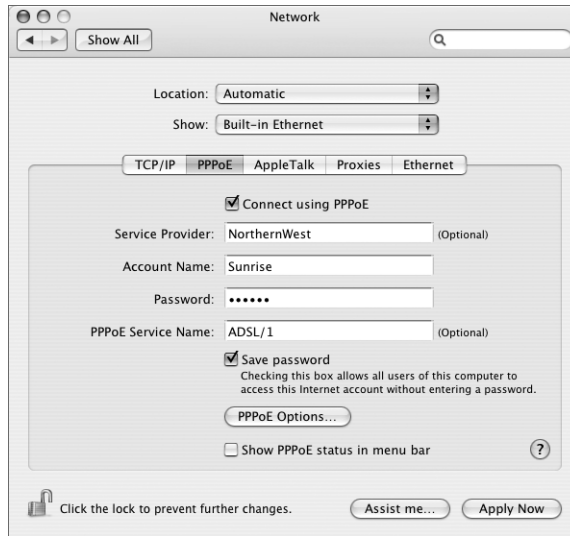 Network
Show All
Location: Automatic
Show: Built-in Ethernet
TCP/IP PPPoE AppleTalk Proxies Ethernet
Connect using PPPoE
Service Provider: NorthernWest (Optional)
Account Name: Sunrise
Password: ••••••
PPPoE Service Name: ADSL/1 (Optional)
Save password
Checking this box allows all users of this computer to
access this Internet account without entering a password.
PPPoE Options...
Show PPPoE status in menu bar ?
Click the lock to prevent further changes. Assist me... Apply Now